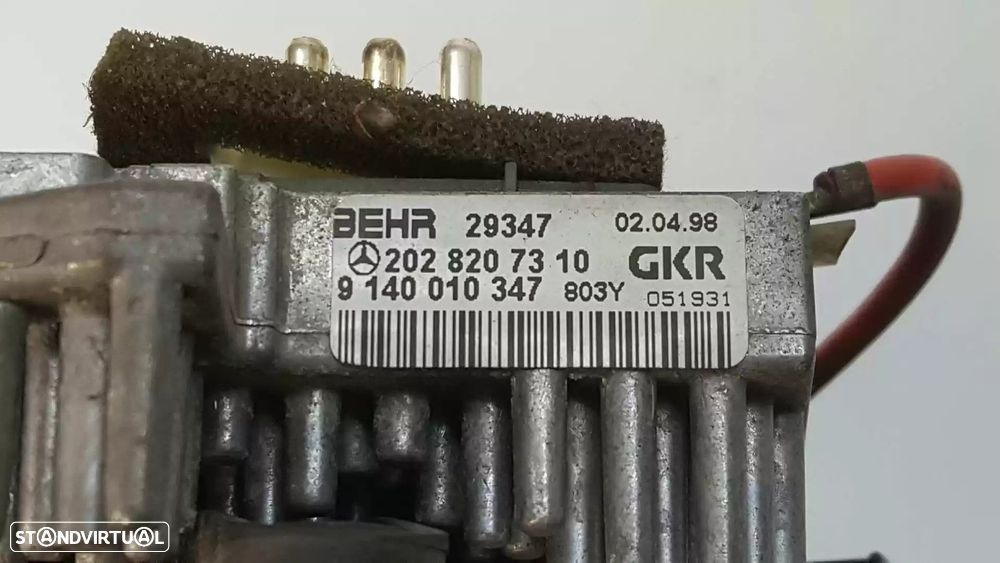 BEHR 29347 02.04.98
202 820 73 10 GKR
9 140 010 347 803Y 051931
STANDVIRTUAL